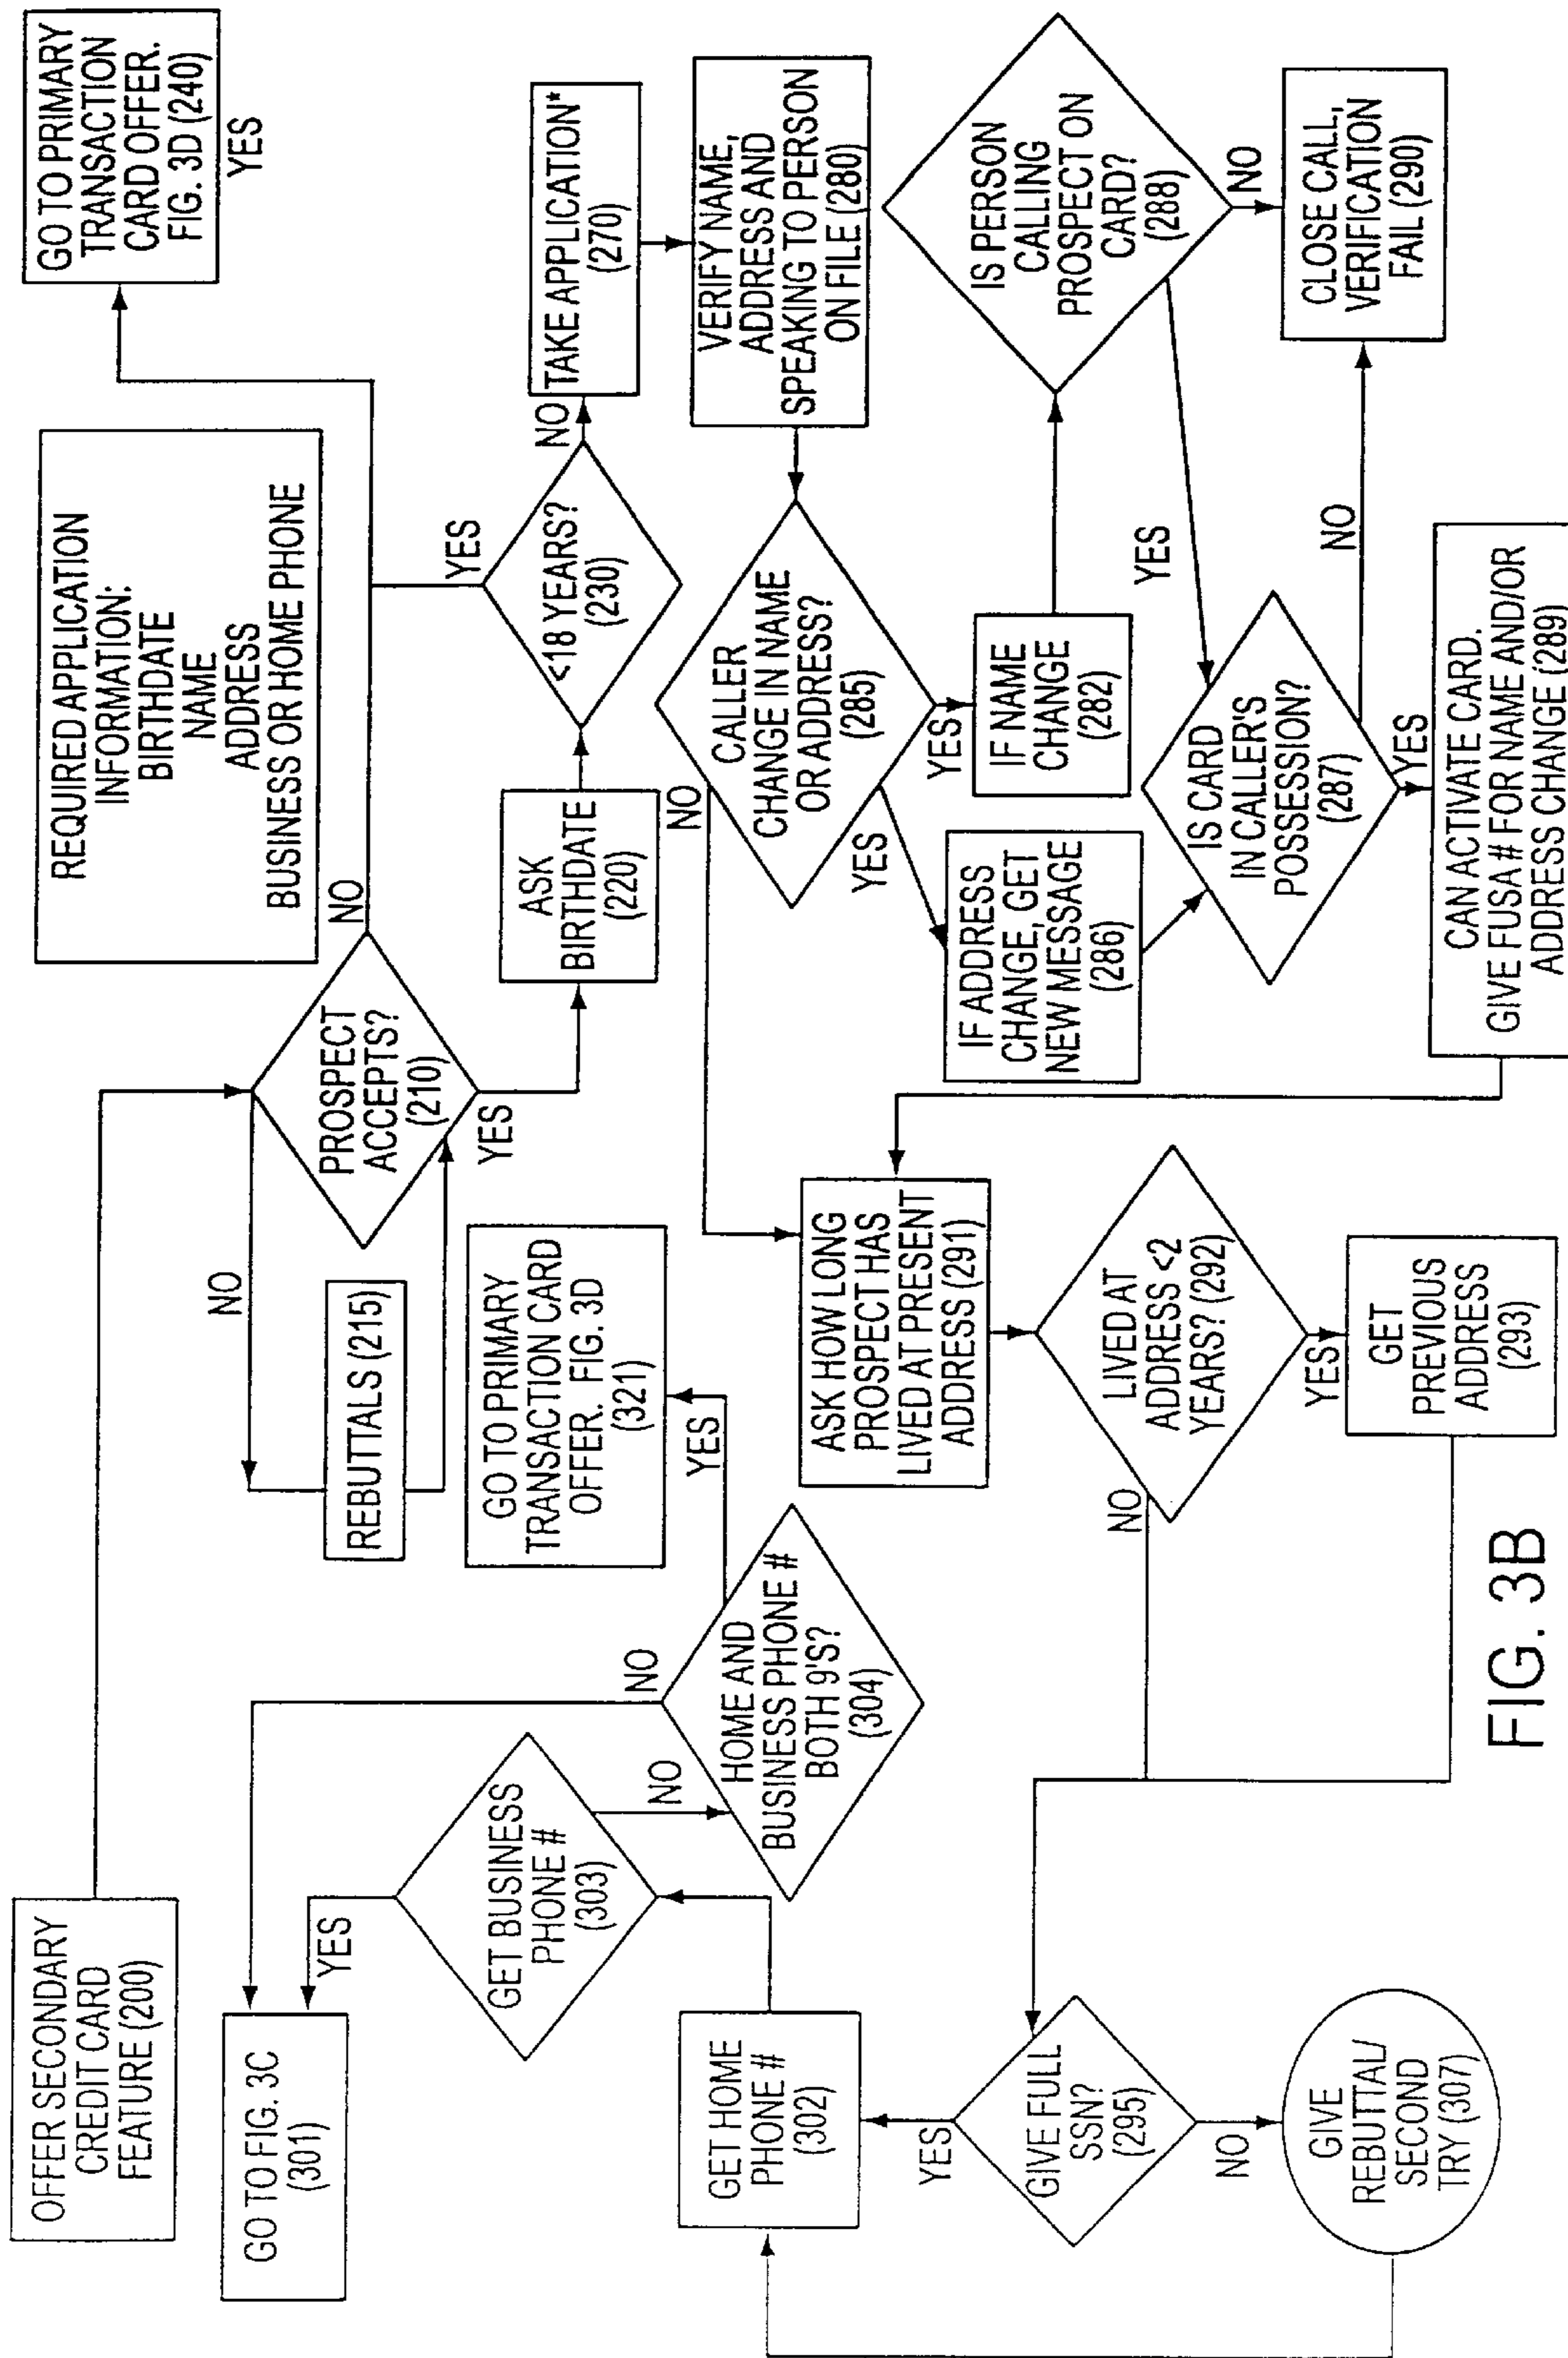 OFFER SECONDARY
CREDIT CARD
FEATURE (200)
GO TO FIG. 3C
(301)
YES
GET BUSINESS
PHONE #
(303)
NO
NO
HOME AND
BUSINESS PHONE #
BOTH 9'S?
(304)
YES
GO TO PRIMARY
TRANSACTION CARD
OFFER. FIG. 3D
(321)
NO
REBUTTALS (215)
PROSPECT
ACCEPTS?
(210)
NO
YES
REQUIRED APPLICATION
INFORMATION:
BIRTHDATE
NAME
ADDRESS
BUSINESS OR HOME PHONE
GO TO PRIMARY
TRANSACTION
CARD OFFER.
FIG. 3D (240)
YES
ASK
BIRTHDATE
(220)
YES
<18 YEARS?
(230)
NO
TAKE APPLICATION*
(270)
VERIFY NAME,
ADDRESS AND
SPEAKING TO PERSON
ON FILE (280)
NO
CALLER
CHANGE IN NAME
OR ADDRESS?
(285)
YES
YES
IF NAME
CHANGE
(282)
IS PERSON
CALLING
PROSPECT ON
CARD?
(288)
NO
YES
IF ADDRESS
CHANGE, GET
NEW MESSAGE
(286)
IS CARD
IN CALLER'S
POSSESSION?
(287)
NO
YES
CLOSE CALL,
VERIFICATION
FAIL (290)
CAN ACTIVATE CARD.
GIVE FUSA # FOR NAME AND/OR
ADDRESS CHANGE (289)
ASK HOW LONG
PROSPECT HAS
LIVED AT PRESENT
ADDRESS (291)
LIVED AT
ADDRESS <2
YEARS? (292)
NO
YES
GET
PREVIOUS
ADDRESS
(293)
GET HOME
PHONE #
(302)
YES
GIVE FULL
SSN?
(295)
NO
GIVE
REBUTTAL/
SECOND
TRY (307)
FIG. 3B